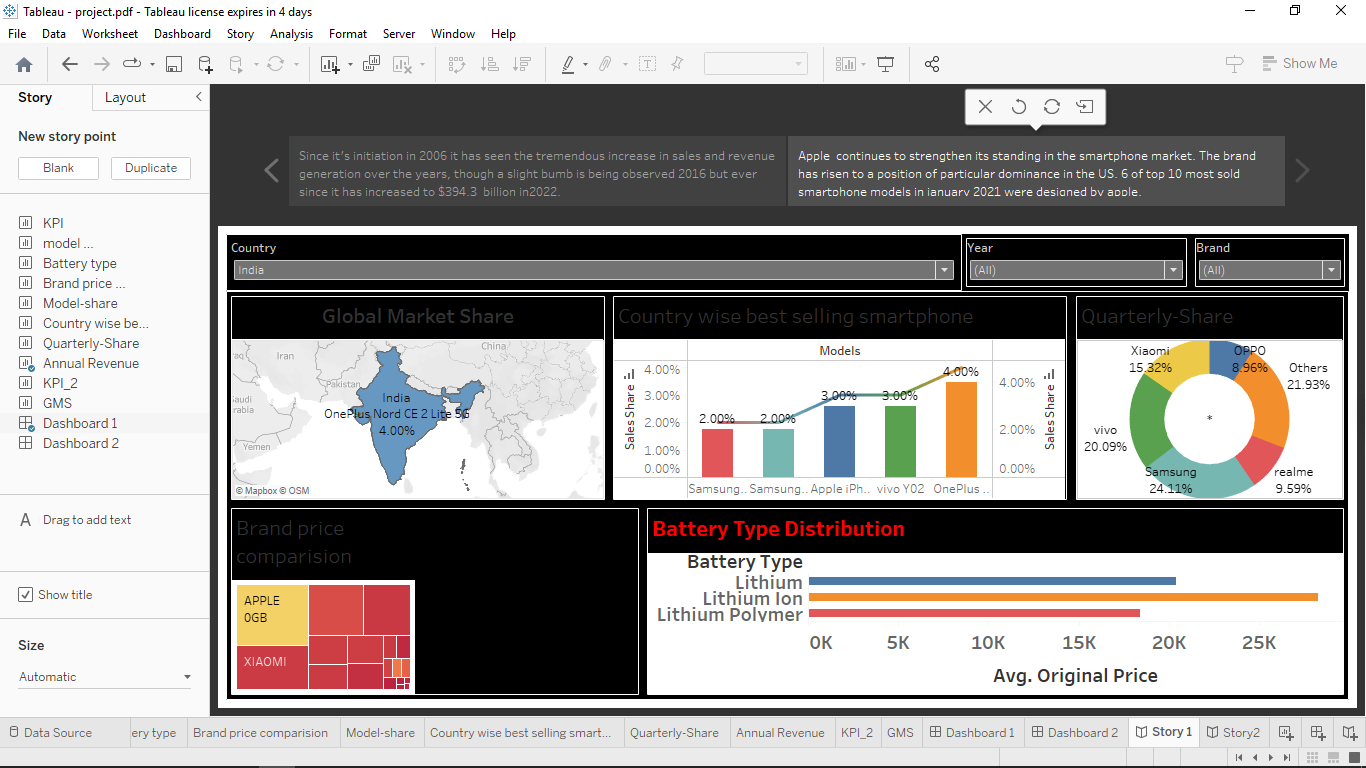 Tableau - project.pdf - Tableau license expires in 4 days
File Data Worksheet Dashboard Story Analysis Format Server Window Help
Show Me
Story
Layout
New story point
Blank
Duplicate
KPI
model ...
Battery type
Brand price ...
Model-share
Country wise be...
Quarterly-Share
Annual Revenue
KPI_2
GMS
Dashboard 1
Dashboard 2
A Drag to add text
Show title
Size
Automatic
Since it's initiation in 2006 it has seen the tremendous increase in sales and revenue
generation over the years, though a slight bumb is being observed 2016 but ever
since it has increased to $394.3 billion in2022.
Apple continues to strengthen its standing in the smartphone market. The brand
has risen to a position of particular dominance in the US. 6 of top 10 most sold
smartphone models in january 2021 were designed by apple.
Country
India
Year
(All)
Brand
(All)
Global Market Share
Iran
China
Pakistan
Saudi
Yemen
India
OnePlus Nord CE 2 Lite 5G
4.00%
© Mapbox © OSM
Country wise best selling smartphone
Models
Sales Share
4.00%
3.00%
2.00%
1.00%
0.00%
2.00%
2.00%
3.00%
3.00%
4.00%
Samsung..
Samsung..
Apple iPh..
vivo Y02
OnePlus ..
4.00%
2.00%
0.00%
Sales Share
Quarterly-Share
Xiaomi
15.32%
OPPO
8.96%
Others
21.93%
vivo
20.09%
*
Samsung
24.11%
realme
9.59%
Brand price
comparision
APPLE
0GB
XIAOMI
Battery Type Distribution
Battery Type
Lithium
Lithium Ion
Lithium Polymer
0K 5K 10K 15K 20K 25K
Avg. Original Price
Data Source
ery type
Brand price comparision
Model-share
Country wise best selling smart...
Quarterly-Share
Annual Revenue
KPI_2
GMS
Dashboard 1
Dashboard 2
Story 1
Story2